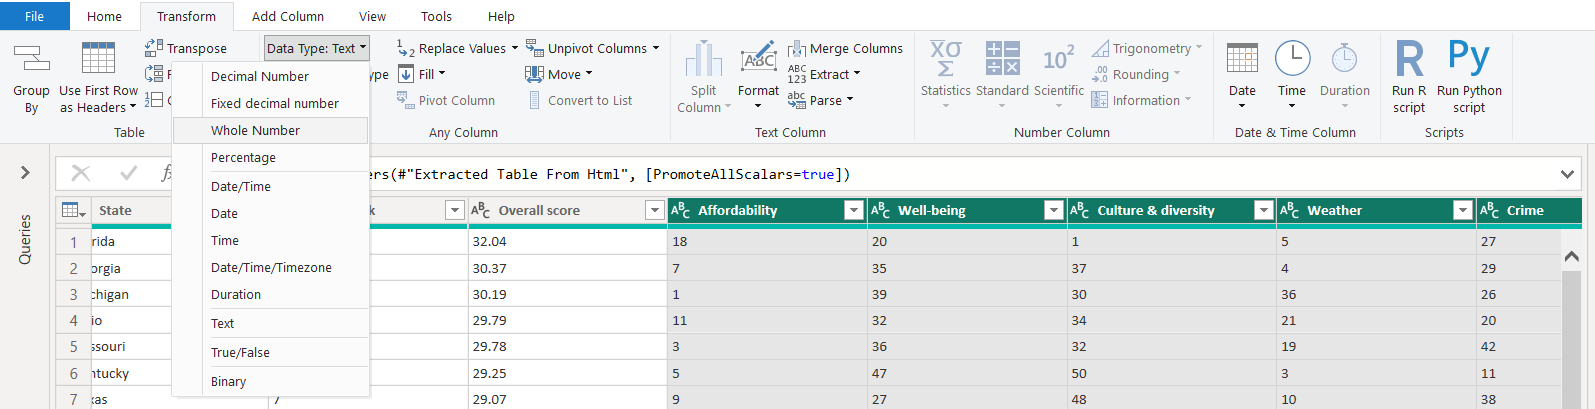 File Home Transform Add Column View Tools Help
Group By
Use First Row as Headers
Transpose
Table
Data Type: Text
Replace Values
Unpivot Columns
Fill
Move
Pivot Column
Convert to List
Any Column
Split Column
Format
Merge Columns
Extract
Parse
Text Column
Statistics
Standard
Scientific
Trigonometry
Rounding
Information
Number Column
Date
Time
Duration
Date & Time Column
Run R script
Run Python script
Scripts
Decimal Number
Fixed decimal number
Whole Number
Percentage
Date/Time
Date
Time
Date/Time/Timezone
Duration
Text
True/False
Binary
ers(#"Extracted Table From Html", [PromoteAllScalars=true])
Queries
State Overall score Affordability Well-being Culture & diversity Weather Crime
1 rida 32.04 18 20 1 5 27
2 orgia 30.37 7 35 37 4 29
3 chigan 30.19 1 39 30 36 26
4 io 29.79 11 32 34 21 20
5 ssouri 29.78 3 36 32 19 42
6 ntucky 29.25 5 47 50 3 11
7 xas 7 29.07 9 27 48 10 38